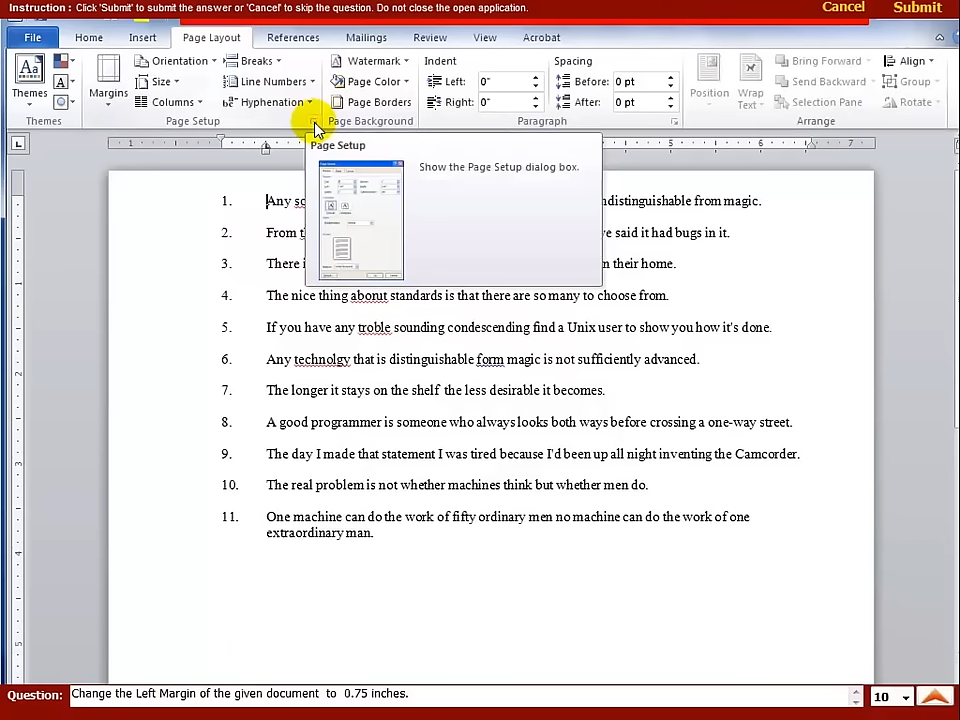 Instruction : Click 'Submit' to submit the answer or 'Cancel' to skip the question. Do not close the open application. Cancel Submit
File Home Insert Page Layout References Mailings Review View Acrobat
Orientation Breaks Watermark Indent Spacing Bring Forward Align
Themes Margins Size Line Numbers Page Color Left: 0" Before: 0 pt Position Wrap Text Send Backward Group
Columns Hyphenation Page Borders Right: 0" After: 0 pt Selection Pane Rotate
Themes Page Setup Page Background Paragraph Arrange
1 5 6 7
Page Setup
Show the Page Setup dialog box.
1. Any distinguishable from magic.
2. From said it had bugs in it.
3. There their home.
4. The nice thing abonut standards is that there are so many to choose from.
5. If you have any troble sounding condescending find a Unix user to show you how it's done.
6. Any technolgy that is distinguishable form magic is not sufficiently advanced.
7. The longer it stays on the shelf the less desirable it becomes.
8. A good programmer is someone who always looks both ways before crossing a one-way street.
9. The day I made that statement I was tired because I'd been up all night inventing the Camcorder.
10. The real problem is not whether machines think but whether men do.
11. One machine can do the work of fifty ordinary men no machine can do the work of one
extraordinary man.
Question: Change the Left Margin of the given document to 0.75 inches. 10